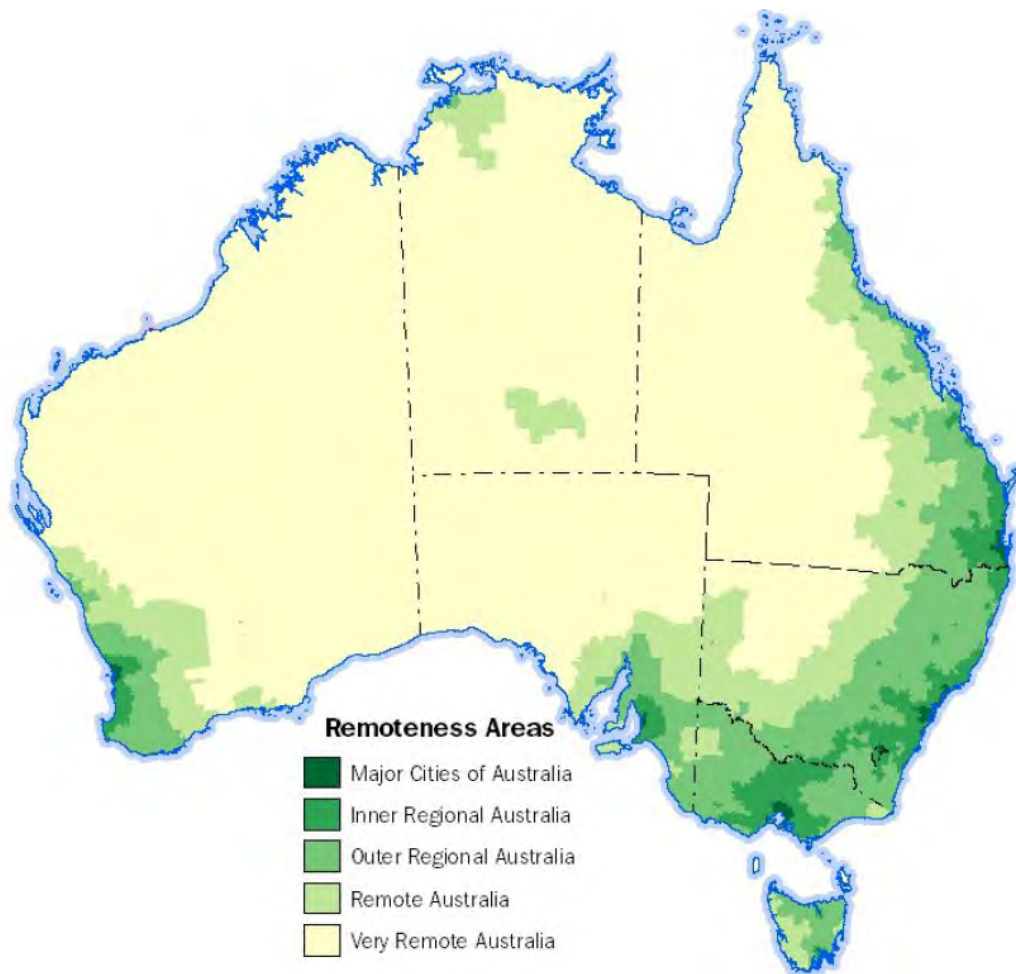 Remoteness Areas
Major Cities of Australia
Inner Regional Australia
Outer Regional Australia
Remote Australia
Very Remote Australia